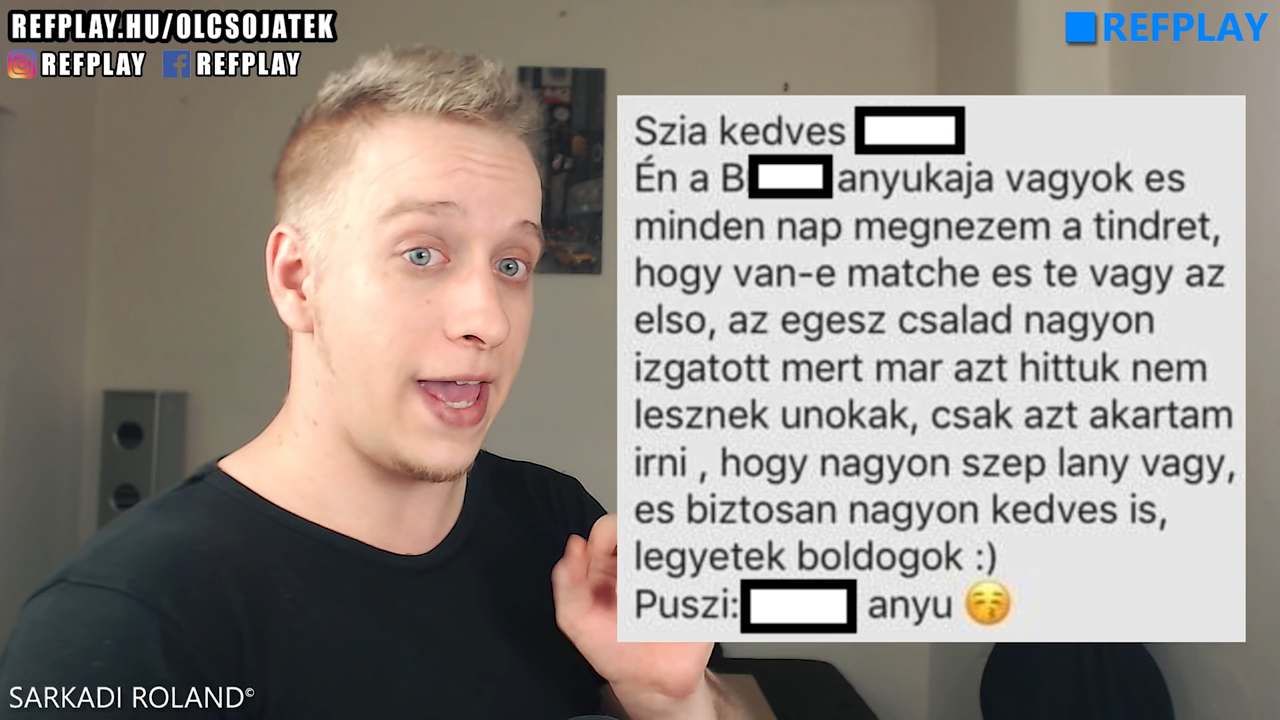 REFPLAY.HU/OLCSOJATEK
REFPLAY REFPLAY
REFPLAY
Szia kedves
Én a B anyukaja vagyok es
minden nap megnezem a tindret,
hogy van-e matche es te vagy az
elso, az egesz csalad nagyon
izgatott mert mar azt hittuk nem
lesznek unokak, csak azt akartam
irni , hogy nagyon szep lany vagy,
es biztosan nagyon kedves is,
legyetek boldogok :)
Puszi: anyu 😚
SARKADI ROLAND©